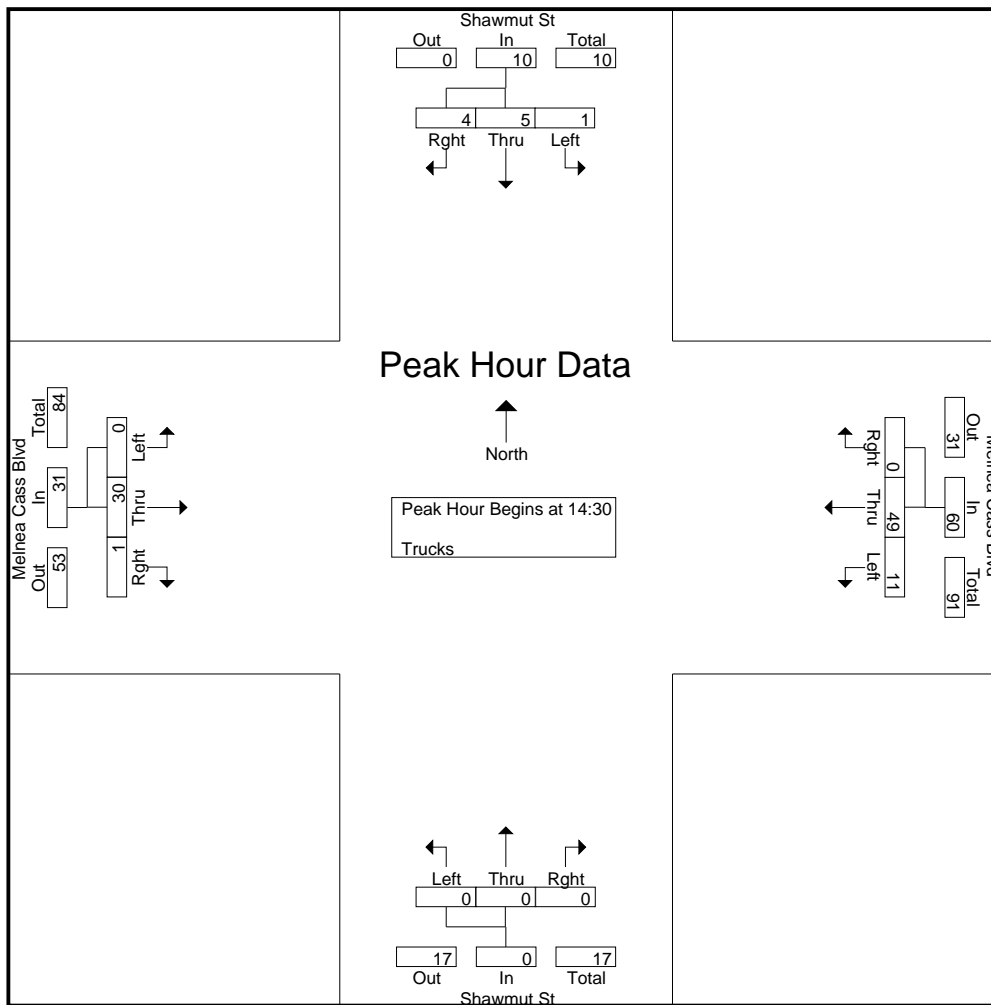 Shawmut St
Out In Total
0 10 10
4 5 1
Rght Thru Left
Peak Hour Data
North
Peak Hour Begins at 14:30
Trucks
Melnea Cass Blvd
Out In Total
53 31 84
0 30 1
Left Thru Rght
Melnea Cass Blvd
Out In Total
31 60 91
0 49 11
Rght Thru Left
Left Thru Rght
0 0 0
17 0 17
Out In Total
Shawmut St